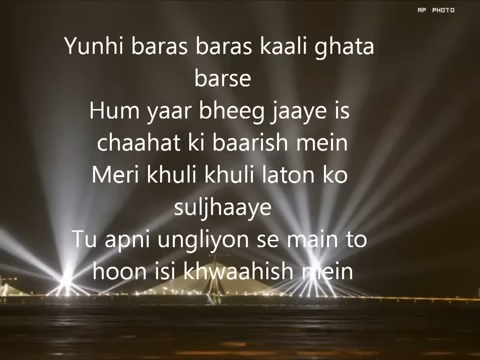 RP PHOTO
Yunhi baras baras kaali ghata
barse
Hum yaar bheeg jaaye is
chaahat ki baarish mein
Meri khuli khuli laton ko
suljhaaye
Tu apni ungliyon se main to
hoon isi khwaahish mein